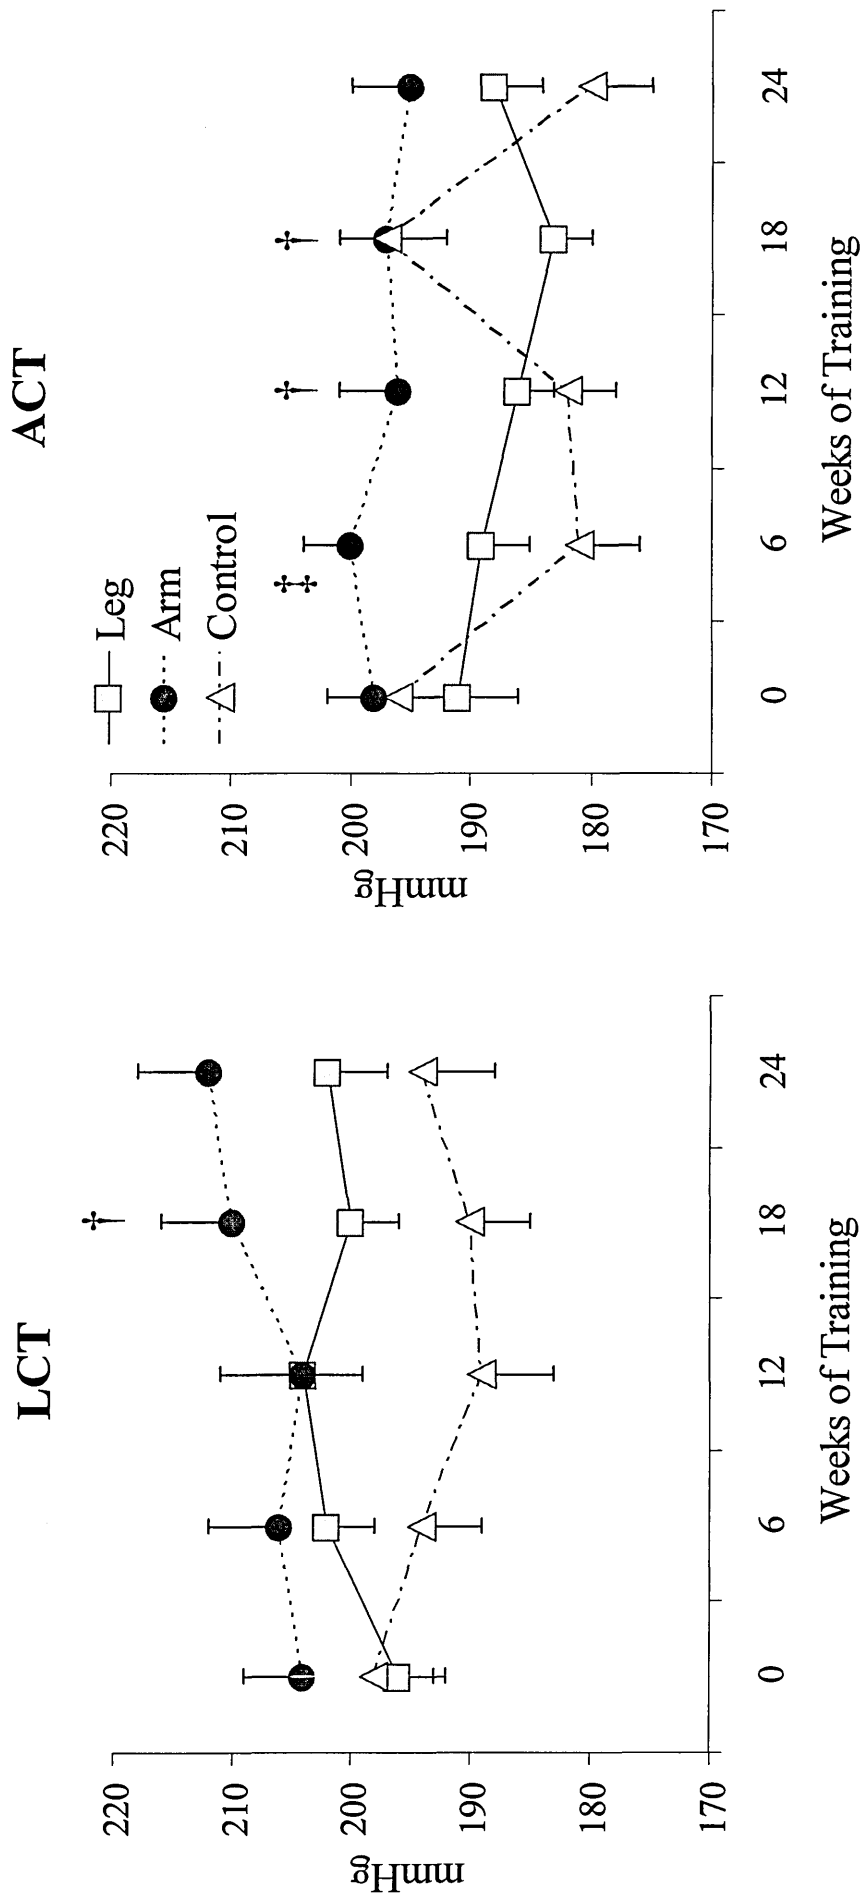 LCT
220
210
200
190
180
170
mmHg
†
0 6 12 18 24
Weeks of Training
ACT
Leg
Arm
Control
220
210
200
190
180
170
mmHg
‡ † †
0 6 12 18 24
Weeks of Training